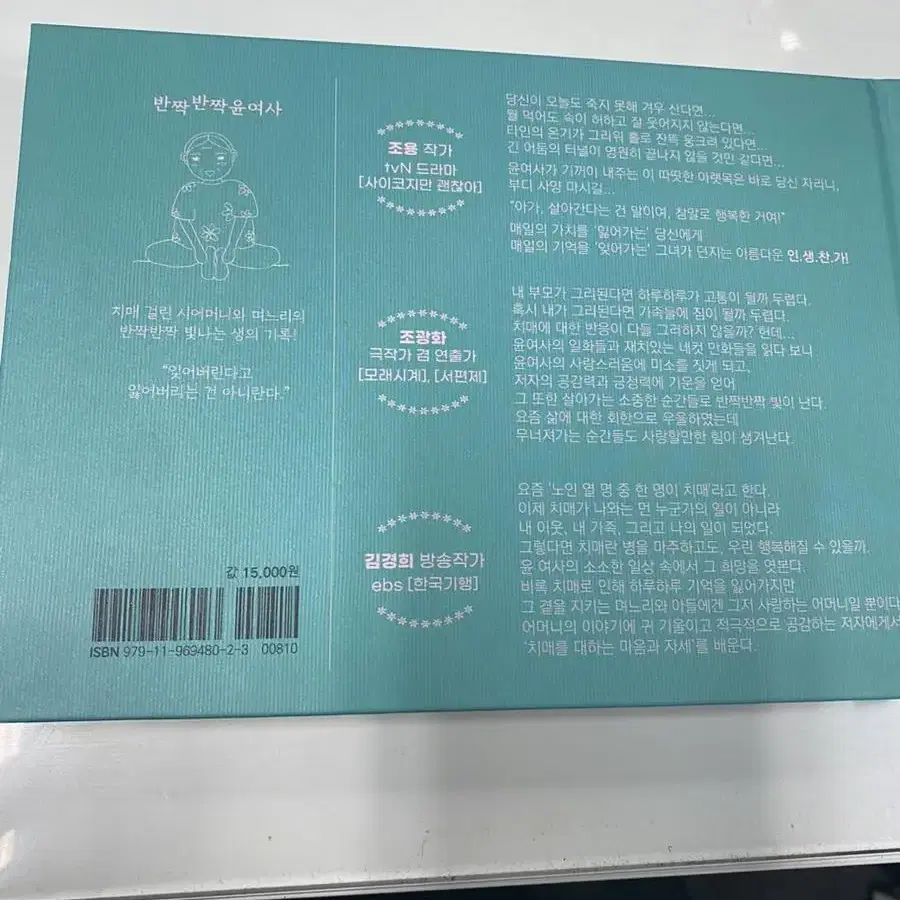 반짝반짝윤여사
치매 걸린 시어머니와 며느리의
반짝반짝 빛나는 생의 기록!
"잊어버린다고
잃어버리는 건 아니란다."
값 15,000원
ISBN 979-11-969480-2-3 00810
조용 작가
tvN 드라마
[사이코지만 괜찮아]
당신이 오늘도 죽지 못해 겨우 산다면...
뭘 먹어도 속이 허하고 잘 웃어지지 않는다면...
타인의 온기가 그리워 홀로 잔뜩 웅크려 있다면...
긴 어둠의 터널이 영원히 끝나지 않을 것만 같다면...
윤여사가 기꺼이 내주는 이 따땃한 아랫목은 바로 당신 자리니,
부디 사양 마시길...
"아가, 살아간다는 건 말이여, 참말로 행복한 거여!"
매일의 가치를 '잃어가는' 당신에게
매일의 기억을 '잊어가는' 그녀가 던지는 아름다운 인.생.찬.가!
조광화
극작가 겸 연출가
[모래시계], [서편제]
내 부모가 그리된다면 하루하루가 고통이 될까 두렵다.
혹시 내가 그리된다면 가족들에 짐이 될까 두렵다.
치매에 대한 반응이 다들 그러하지 않을까? 헌데...
윤여사의 일화들과 재치있는 네컷 만화들을 읽다 보니
윤여사의 사랑스러움에 미소를 짓게 되고,
저자의 공감력과 긍정력에 기운을 얻어
그 또한 살아가는 소중한 순간들로 반짝반짝 빛이 난다.
요즘 삶에 대한 회한으로 우울하였는데
무너져가는 순간들도 사랑할만한 힘이 생겨난다.
김경희 방송작가
ebs [한국기행]
요즘 '노인 열 명 중 한 명이 치매'라고 한다.
이제 치매가 나와는 먼 누군가의 일이 아니라
내 이웃, 내 가족, 그리고 나의 일이 되었다.
그렇다면 치매란 병을 마주하고도, 우린 행복해질 수 있을까.
윤 여사의 소소한 일상 속에서 그 희망을 엿본다.
비록 치매로 인해 하루하루 기억을 잃어가지만
그 곁을 지키는 며느리와 아들에겐 그저 사랑하는 어머니일 뿐이다
어머니의 이야기에 귀 기울이고 적극적으로 공감하는 저자에게서
'치매를 대하는 마음과 자세'를 배운다.